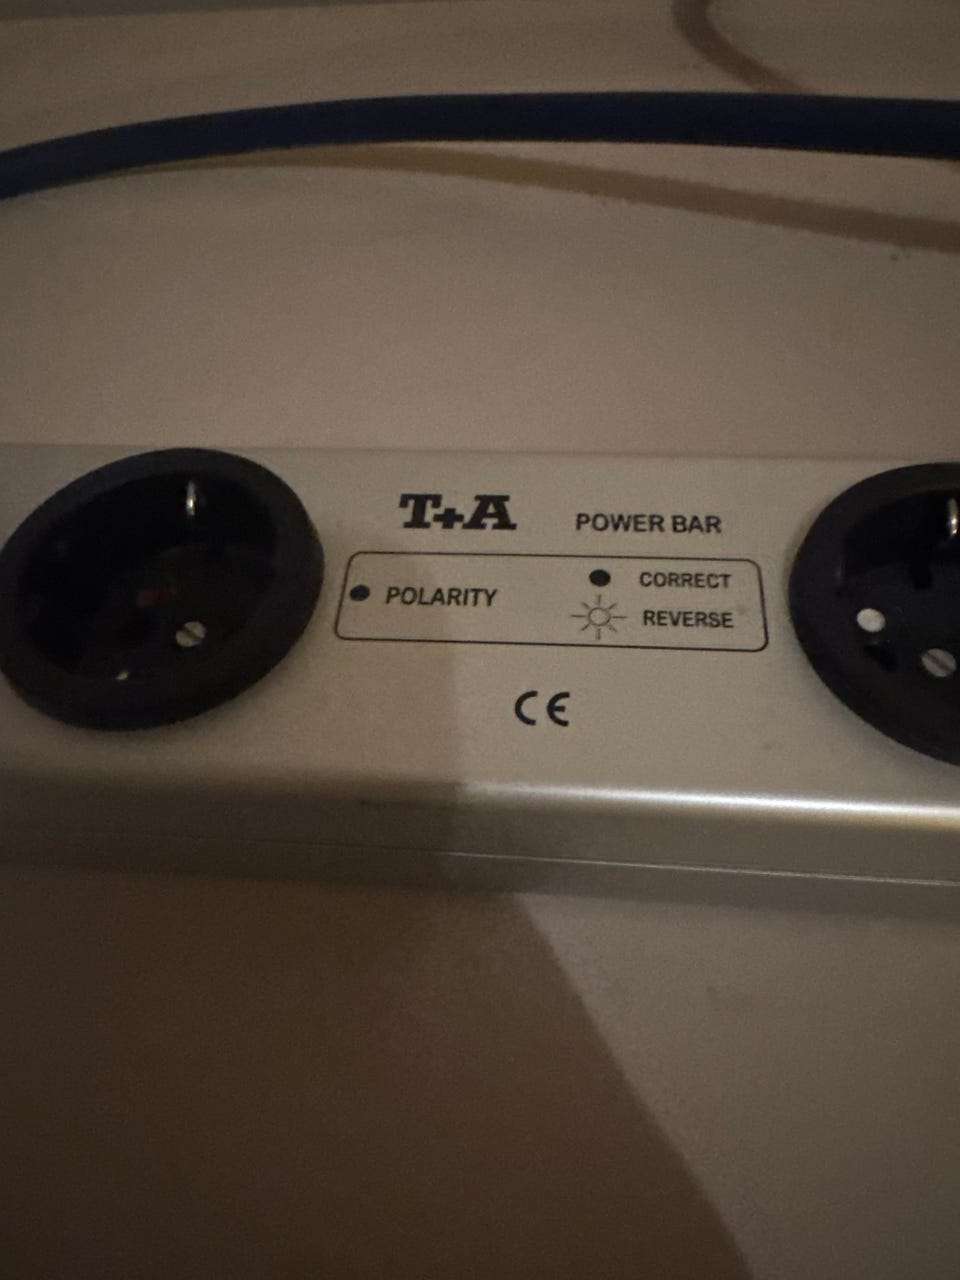 T+A POWER BAR
POLARITY
CORRECT
REVERSE
CE